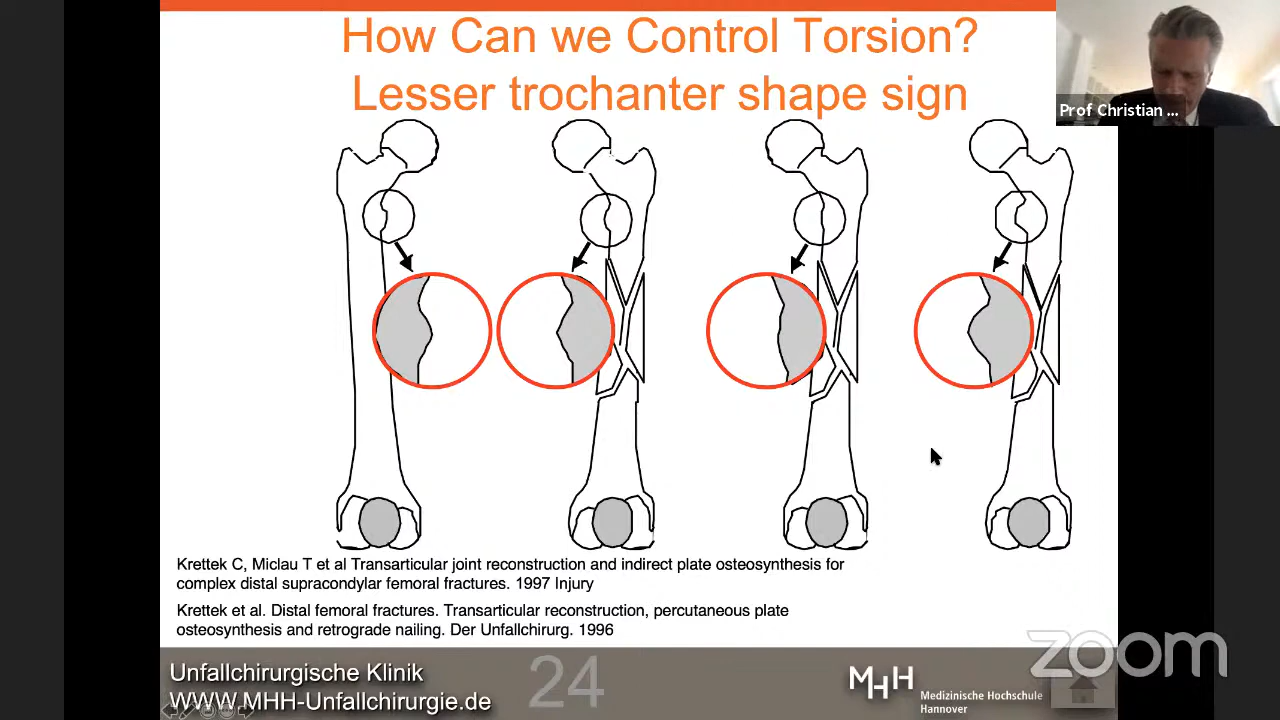 How Can we Control Torsion?
Lesser trochanter shape sign
Prof Christian ...
Krettek C, Miclau T et al Transarticular joint reconstruction and indirect plate osteosynthesis for
complex distal supracondylar femoral fractures. 1997 Injury
Krettek et al. Distal femoral fractures. Transarticular reconstruction, percutaneous plate
osteosynthesis and retrograde nailing. Der Unfallchirurg. 1996
Unfallchirurgische Klinik
WWW.MHH-Unfallchirurgie.de
24
MHH
Medizinische Hochschule
Hannover
zoom